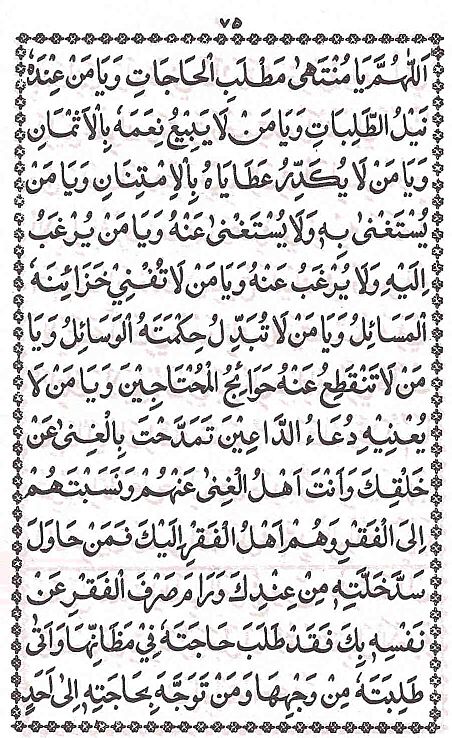 ٧٥
اَللّٰهُمَّ يَا مُنْتَهٰى مَطْلَبِ الْحَاجَاتِ وَيَا مَنْ عِنْدَهٗ
نَيْلُ الطَّلِبَاتِ وَيَا مَنْ لَا يَبِيْعُ نِعَمَهٗ بِالْاَثْمَانِ
وَيَا مَنْ لَا يُكَدِّرُ عَطَايَاهُ بِالْاِمْتِنَانِ وَيَا مَنْ
يُسْتَغْنٰى بِهٖ وَلَا يُسْتَغْنٰى عَنْهُ وَيَا مَنْ يُرْغَبُ
اِلَيْهِ وَلَا يُرْغَبُ عَنْهُ وَيَا مَنْ لَا تُفْنِيْ خَزَائِنَهٗ
الْمَسَائِلُ وَيَا مَنْ لَا تُبَدِّلُ حِكْمَتَهُ الْوَسَائِلُ وَيَا
مَنْ لَا تَنْقَطِعُ عَنْهُ حَوَائِجُ الْمُحْتَاجِيْنَ وَيَا مَنْ لَا
يُعَنِّيْهِ دُعَاءُ الدَّاعِيْنَ تَمَدَّحْتَ بِالْغِنٰى عَنْ
خَلْقِكَ وَاَنْتَ اَهْلُ الْغِنٰى عَنْهُمْ وَنَسَبْتَهُمْ
اِلَى الْفَقْرِ وَهُمْ اَهْلُ الْفَقْرِ اِلَيْكَ فَمَنْ حَاوَلَ
سَدَّ خَلَّتِهٖ مِنْ عِنْدِكَ وَرَامَ صَرْفَ الْفَقْرِ عَنْ
نَفْسِهٖ بِكَ فَقَدْ طَلَبَ حَاجَتَهٗ فِيْ مَظَانِّهَا وَاَتٰى
طَلِبَتَهٗ مِنْ وَجْهِهَا وَمَنْ تَوَجَّهَ بِحَاجَتِهٖ اِلٰى اَحَدٍ